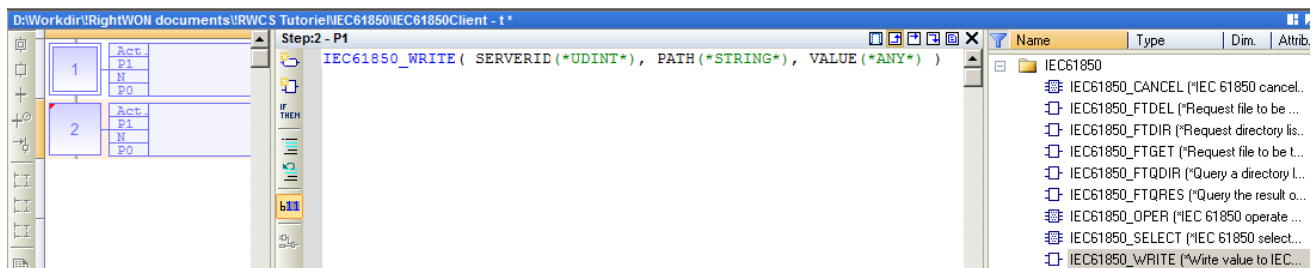 D:\Workdir\!RightWON documents\!RWCS Tutoriel\IEC61850\IEC61850Client - t *
1
Act.
P1
N
P0
2
Act.
P1
N
P0
Step:2 - P1
IF
THEN
IEC61850_WRITE( SERVERID(*UDINT*), PATH(*STRING*), VALUE(*ANY*) )
Name Type Dim. Attrib.
IEC61850
IEC61850_CANCEL (*IEC 61850 cancel..
IEC61850_FTDEL (*Request file to be ...
IEC61850_FTDIR (*Request directory lis...
IEC61850_FTGET (*Request file to be t...
IEC61850_FTQDIR (*Query a directory l...
IEC61850_FTQRES (*Query the result o...
IEC61850_OPER (*IEC 61850 operate ...
IEC61850_SELECT (*IEC 61850 select...
IEC61850_WRITE (*Wirte value to IEC...